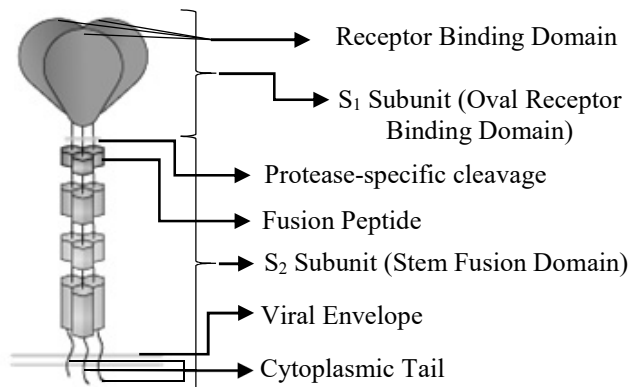 Receptor Binding Domain
S₁ Subunit (Oval Receptor
Binding Domain)
Protease-specific cleavage
Fusion Peptide
S₂ Subunit (Stem Fusion Domain)
Viral Envelope
Cytoplasmic Tail